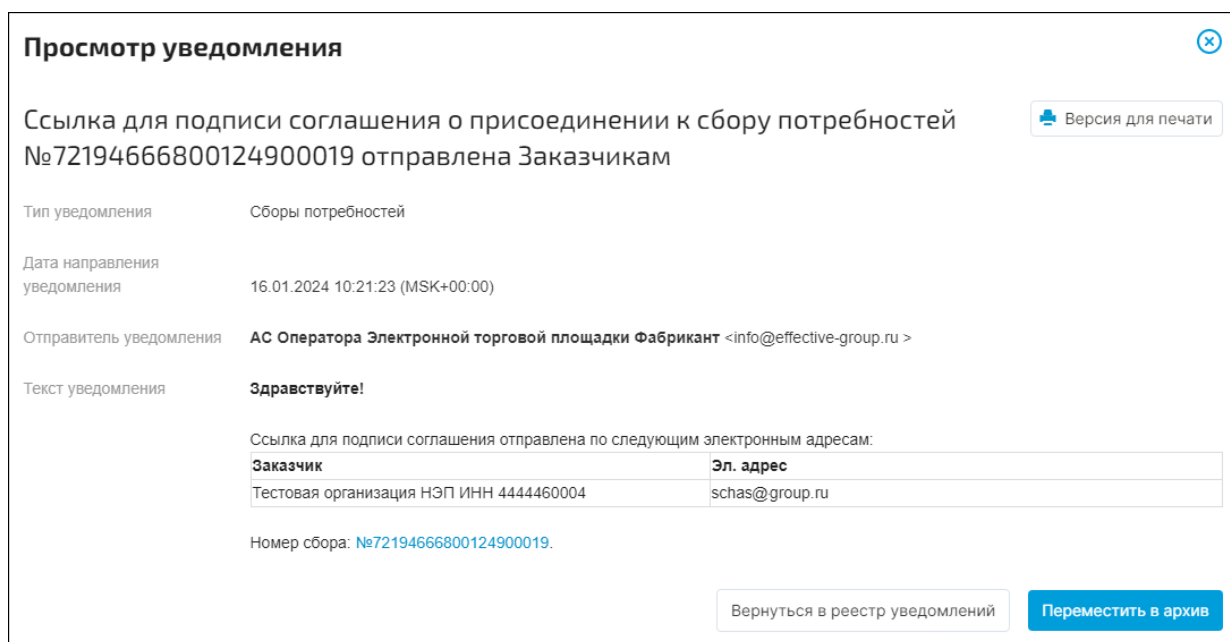 Просмотр уведомления
Ссылка для подписи соглашения о присоединении к сбору потребностей
№72194666800124900019 отправлена Заказчикам
Версия для печати
Тип уведомления Сборы потребностей
Дата направления
уведомления 16.01.2024 10:21:23 (MSK+00:00)
Отправитель уведомления АС Оператора Электронной торговой площадки Фабрикант <info@effective-group.ru >
Текст уведомления Здравствуйте!
Ссылка для подписи соглашения отправлена по следующим электронным адресам:
Заказчик Эл. адрес
Тестовая организация НЭП ИНН 4444460004 schas@group.ru
Номер сбора: №72194666800124900019.
Вернуться в реестр уведомлений Переместить в архив